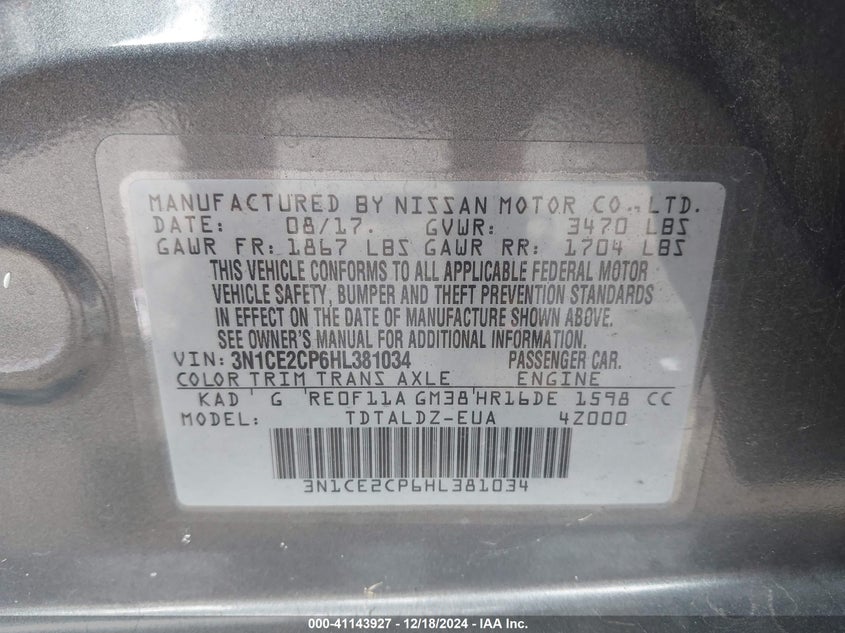 MANUFACTURED BY NISSAN MOTOR CO., LTD.
DATE: 08/17. GVWR: 3470 LBS
GAWR FR: 1867 LBS GAWR RR: 1704 LBS
THIS VEHICLE CONFORMS TO ALL APPLICABLE FEDERAL MOTOR
VEHICLE SAFETY, BUMPER AND THEFT PREVENTION STANDARDS
IN EFFECT ON THE DATE OF MANUFACTURE SHOWN ABOVE.
SEE OWNER'S MANUAL FOR ADDITIONAL INFORMATION.
VIN: 3N1CE2CP6HL381034 PASSENGER CAR.
COLOR TRIM TRANS AXLE ENGINE
KAD G RE0F11A GM38 HR16DE 1598 CC
MODEL: TDTALDZ-EUA 4Z000
3N1CE2CP6HL381034
000-41143927 - 12/18/2024 - IAA Inc.